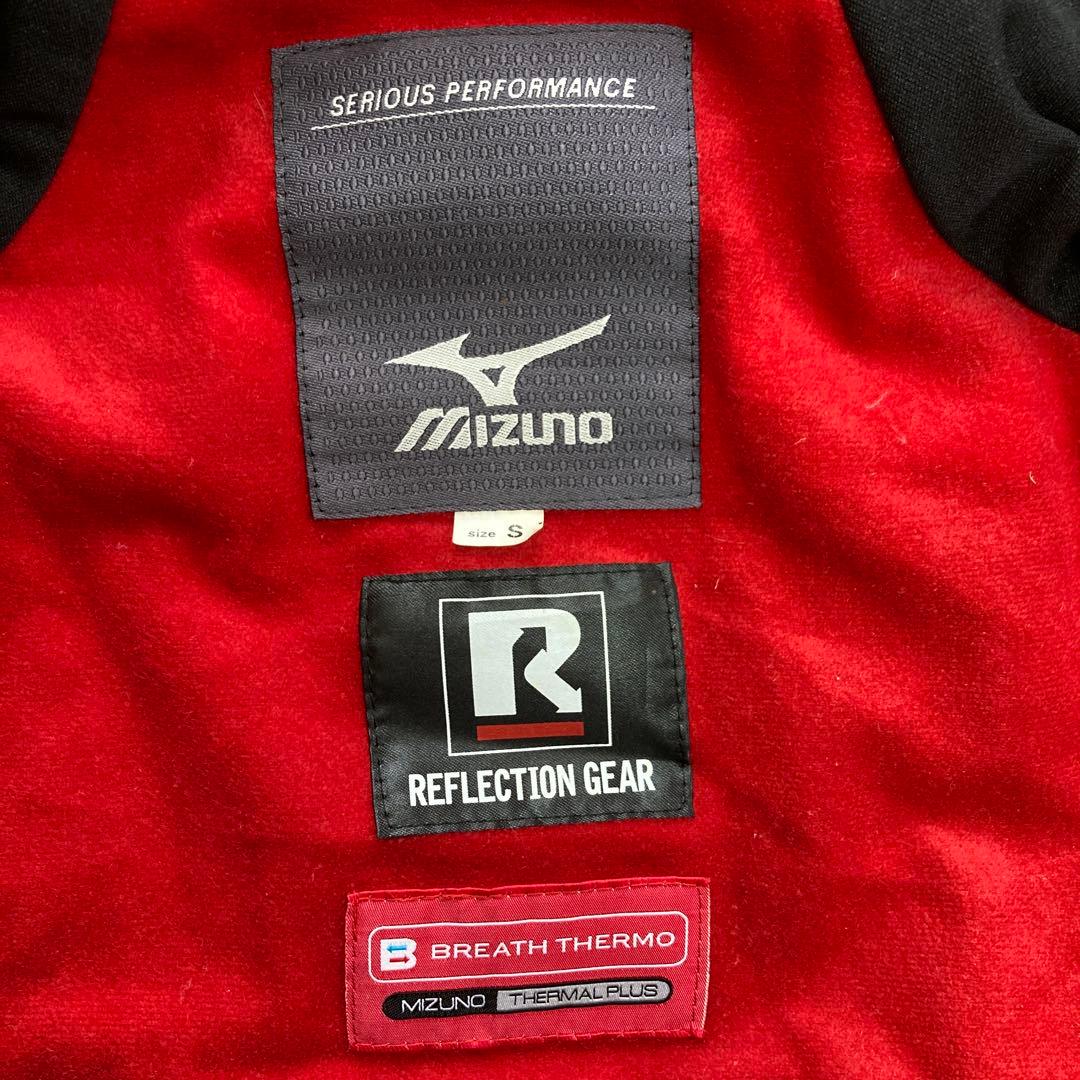 SERIOUS PERFORMANCE
MIZUNO
size S
R
REFLECTION GEAR
B BREATH THERMO
MIZUNO THERMAL PLUS